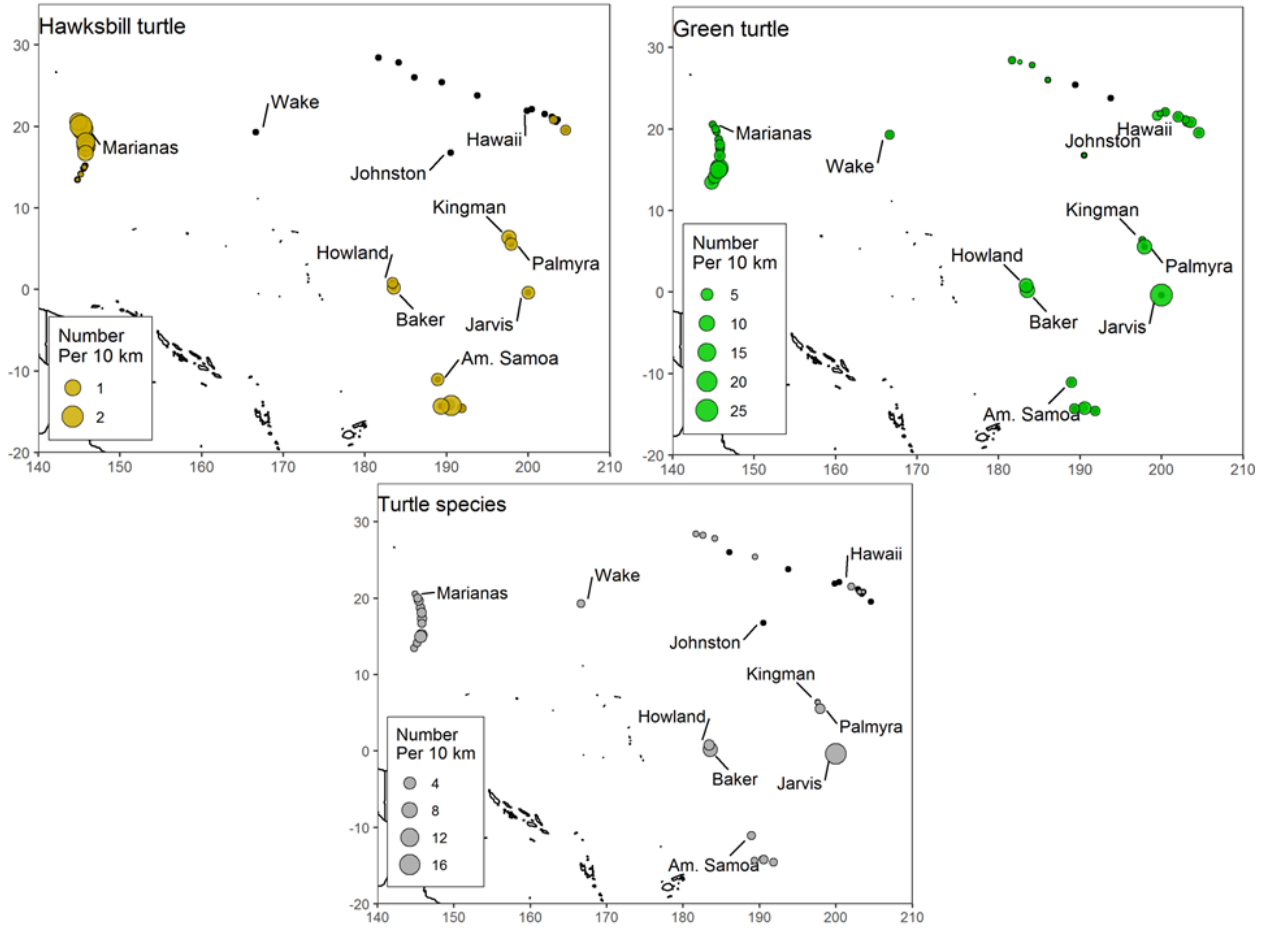 Hawksbill turtle
30
20
10
0
-10
-20
140
150
160
170
180
190
200
210
Wake
Marianas
Hawaii
Johnston
Kingman
Howland
Palmyra
Baker
Jarvis
Am. Samoa
Number
Per 10 km
1
2
Green turtle
30
20
10
0
-10
-20
140
150
160
170
180
190
200
210
Marianas
Wake
Hawaii
Johnston
Kingman
Howland
Palmyra
Baker
Jarvis
Am. Samoa
Number
Per 10 km
5
10
15
20
25
Turtle species
30
20
10
0
-10
-20
140
150
160
170
180
190
200
210
Hawaii
Wake
Marianas
Johnston
Kingman
Howland
Palmyra
Baker
Jarvis
Am. Samoa
Number
Per 10 km
4
8
12
16